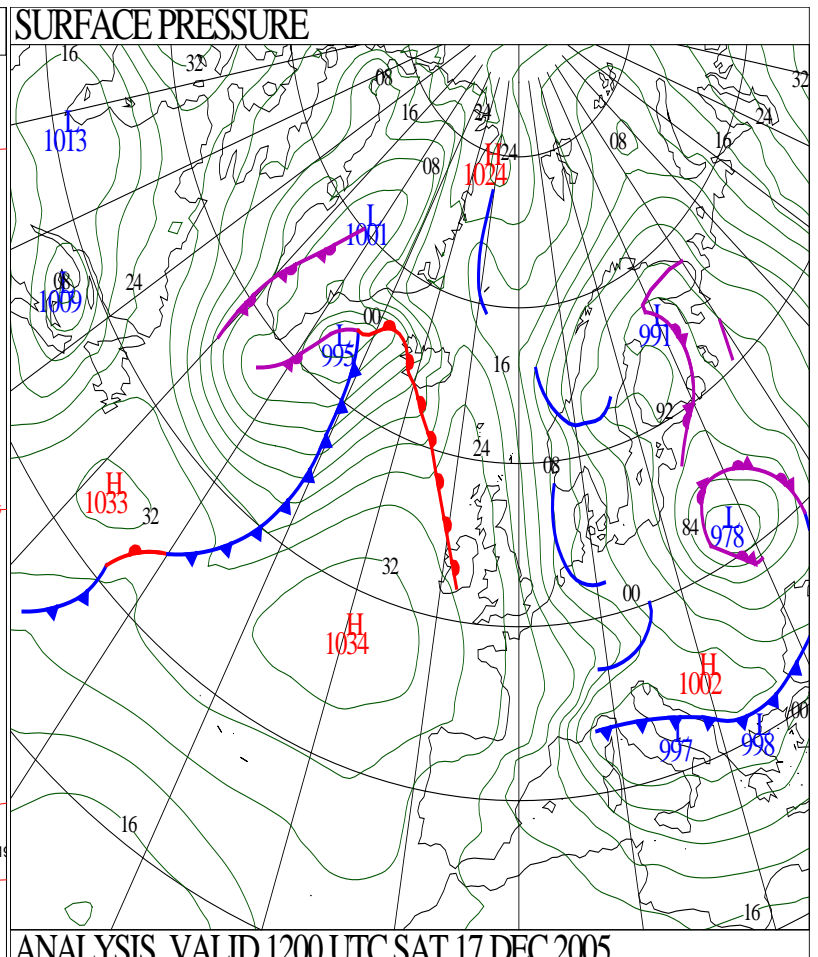 SURFACE PRESSURE
16
32
08
32
16
24
24
L
1013
08
16
H
24
1024
08
L
1001
24
L
08
1009
00
L
995
L
991
16
92
24
08
H
1033
32
84
L
978
32
00
H
1034
H
1002
00
L
997
L
998
16
16
ANALYSIS VALID 1200 UTC SAT 17 DEC 2005